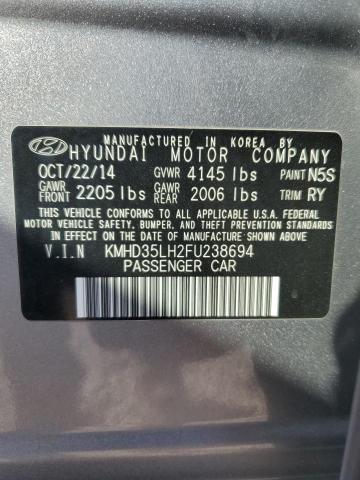 MANUFACTURED IN KOREA BY
HYUNDAI MOTOR COMPANY
OCT/22/14 GVWR 4145 lbs PAINT N5S
GAWR FRONT 2205 lbs GAWR REAR 2006 lbs TRIM RY
THIS VEHICLE CONFORMS TO ALL APPLICABLE U.S.A. FEDERAL
MOTOR VEHICLE SAFETY, BUMPER, AND THEFT PREVENTION
STANDARDS IN EFFECT ON THE DATE OF MANUFACTURE SHOWN ABOVE.
V.I.N KMHD35LH2FU238694
PASSENGER CAR